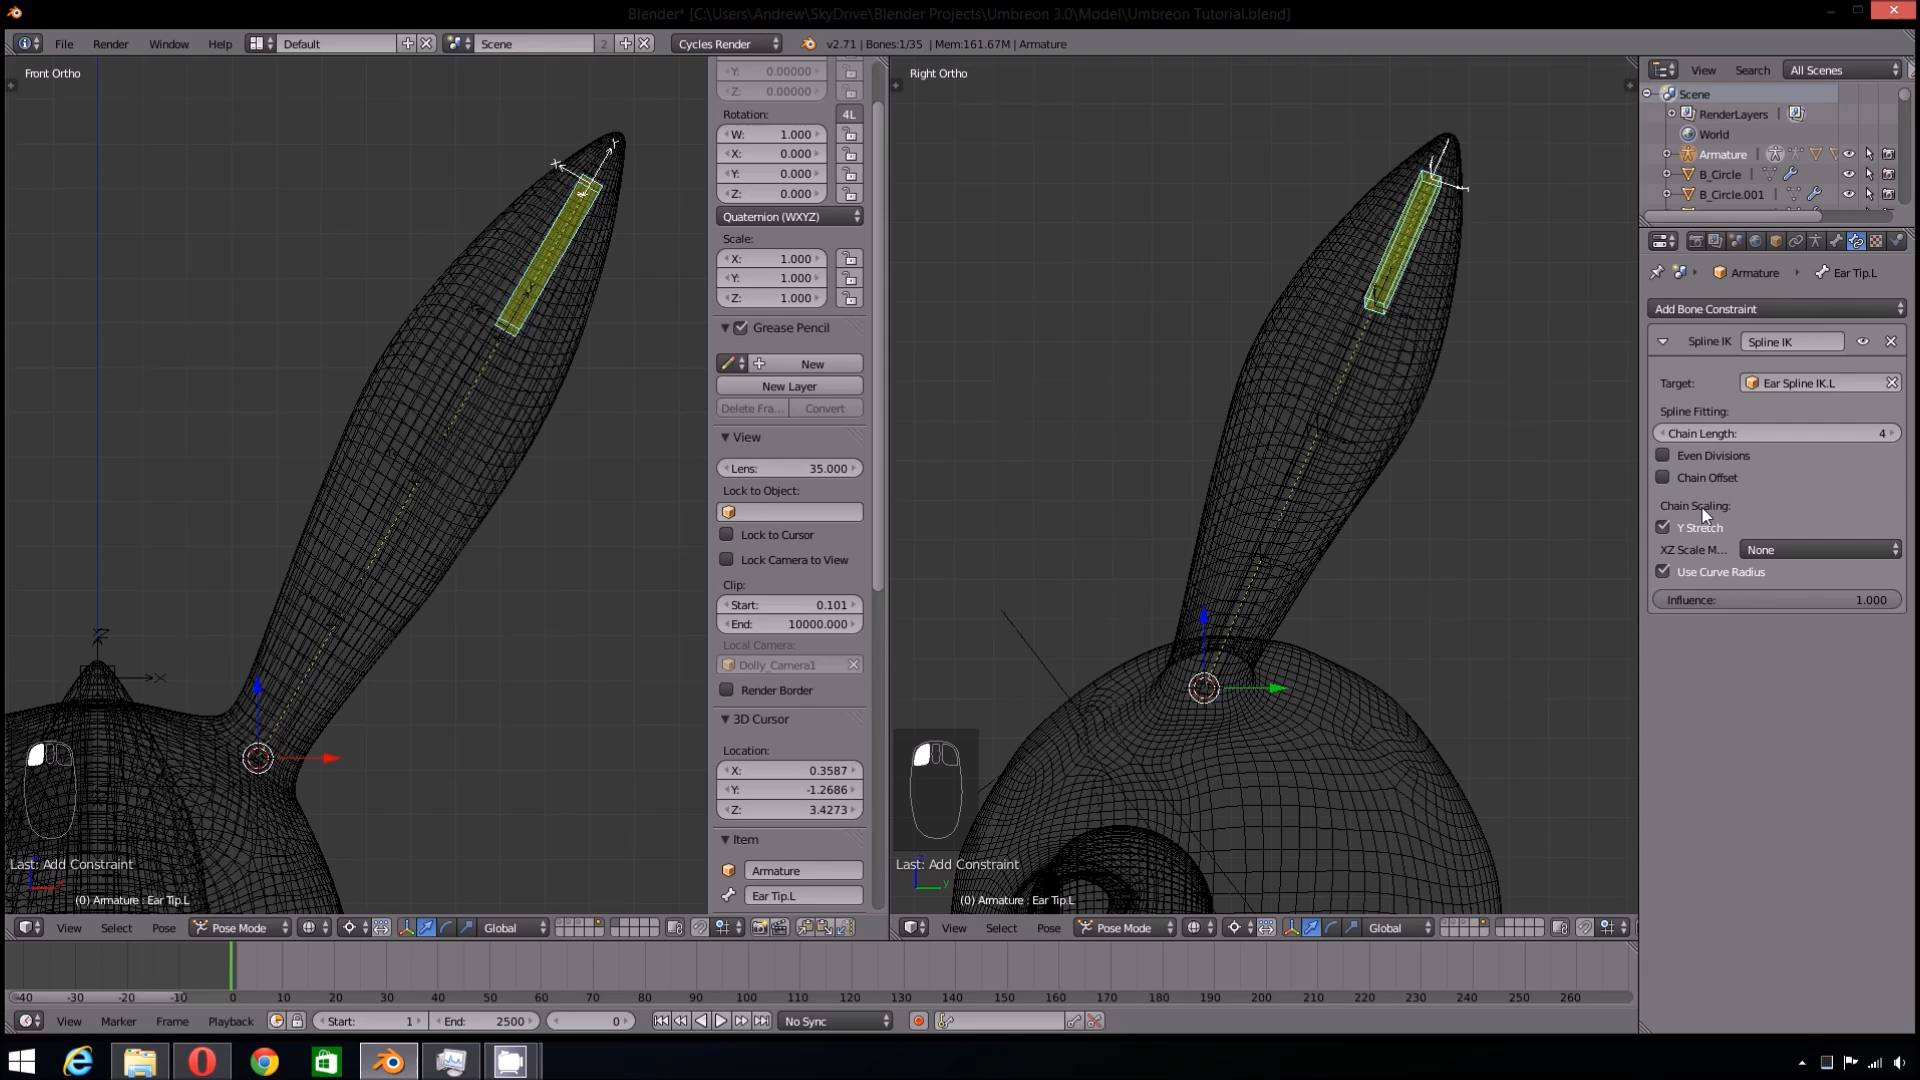 Blender* [C:\Users\Andrew\SkyDrive\Blender Projects\Umbreon 3.0\Model\Umbreon Tutorial.blend]
File Render Window Help Default Scene 2 Cycles Render v2.71 | Bones:1/35 | Mem:161.67M | Armature
Front Ortho
Y: 0.00000
Z: 0.00000
Rotation: 4L
W: 1.000
X: 0.000
Y: 0.000
Z: 0.000
Quaternion (WXYZ)
Scale:
X: 1.000
Y: 1.000
Z: 1.000
Grease Pencil
New
New Layer
Delete Fra... Convert
View
Lens: 35.000
Lock to Object:
Lock to Cursor
Lock Camera to View
Clip:
Start: 0.101
End: 10000.000
Local Camera:
Dolly_Camera1
Render Border
3D Cursor
Location:
X: 0.3587
Y: -1.2686
Z: 3.4273
Item
Armature
Ear Tip.L
Last: Add Constraint
(0) Armature : Ear Tip.L
View Select Pose Pose Mode Global
Right Ortho
Last: Add Constraint
(0) Armature : Ear Tip.L
View Select Pose Pose Mode Global
View Search All Scenes
Scene
RenderLayers
World
Armature
B_Circle
B_Circle.001
Armature Ear Tip.L
Add Bone Constraint
Spline IK Spline IK
Target: Ear Spline IK.L
Spline Fitting:
Chain Length: 4
Even Divisions
Chain Offset
Chain Scaling:
Y Stretch
XZ Scale M... None
Use Curve Radius
Influence: 1.000
-40 -30 -20 -10 0 10 20 30 40 50 60 70 80 90 100 110 120 130 140 150 160 170 180 190 200 210 220 230 240 250 260
View Marker Frame Playback Start: 1 End: 2500 0 No Sync